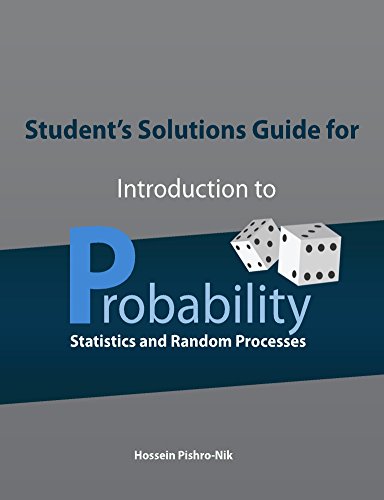 Student's Solutions Guide for
Introduction to
Probability
Statistics and Random Processes
Hossein Pishro-Nik